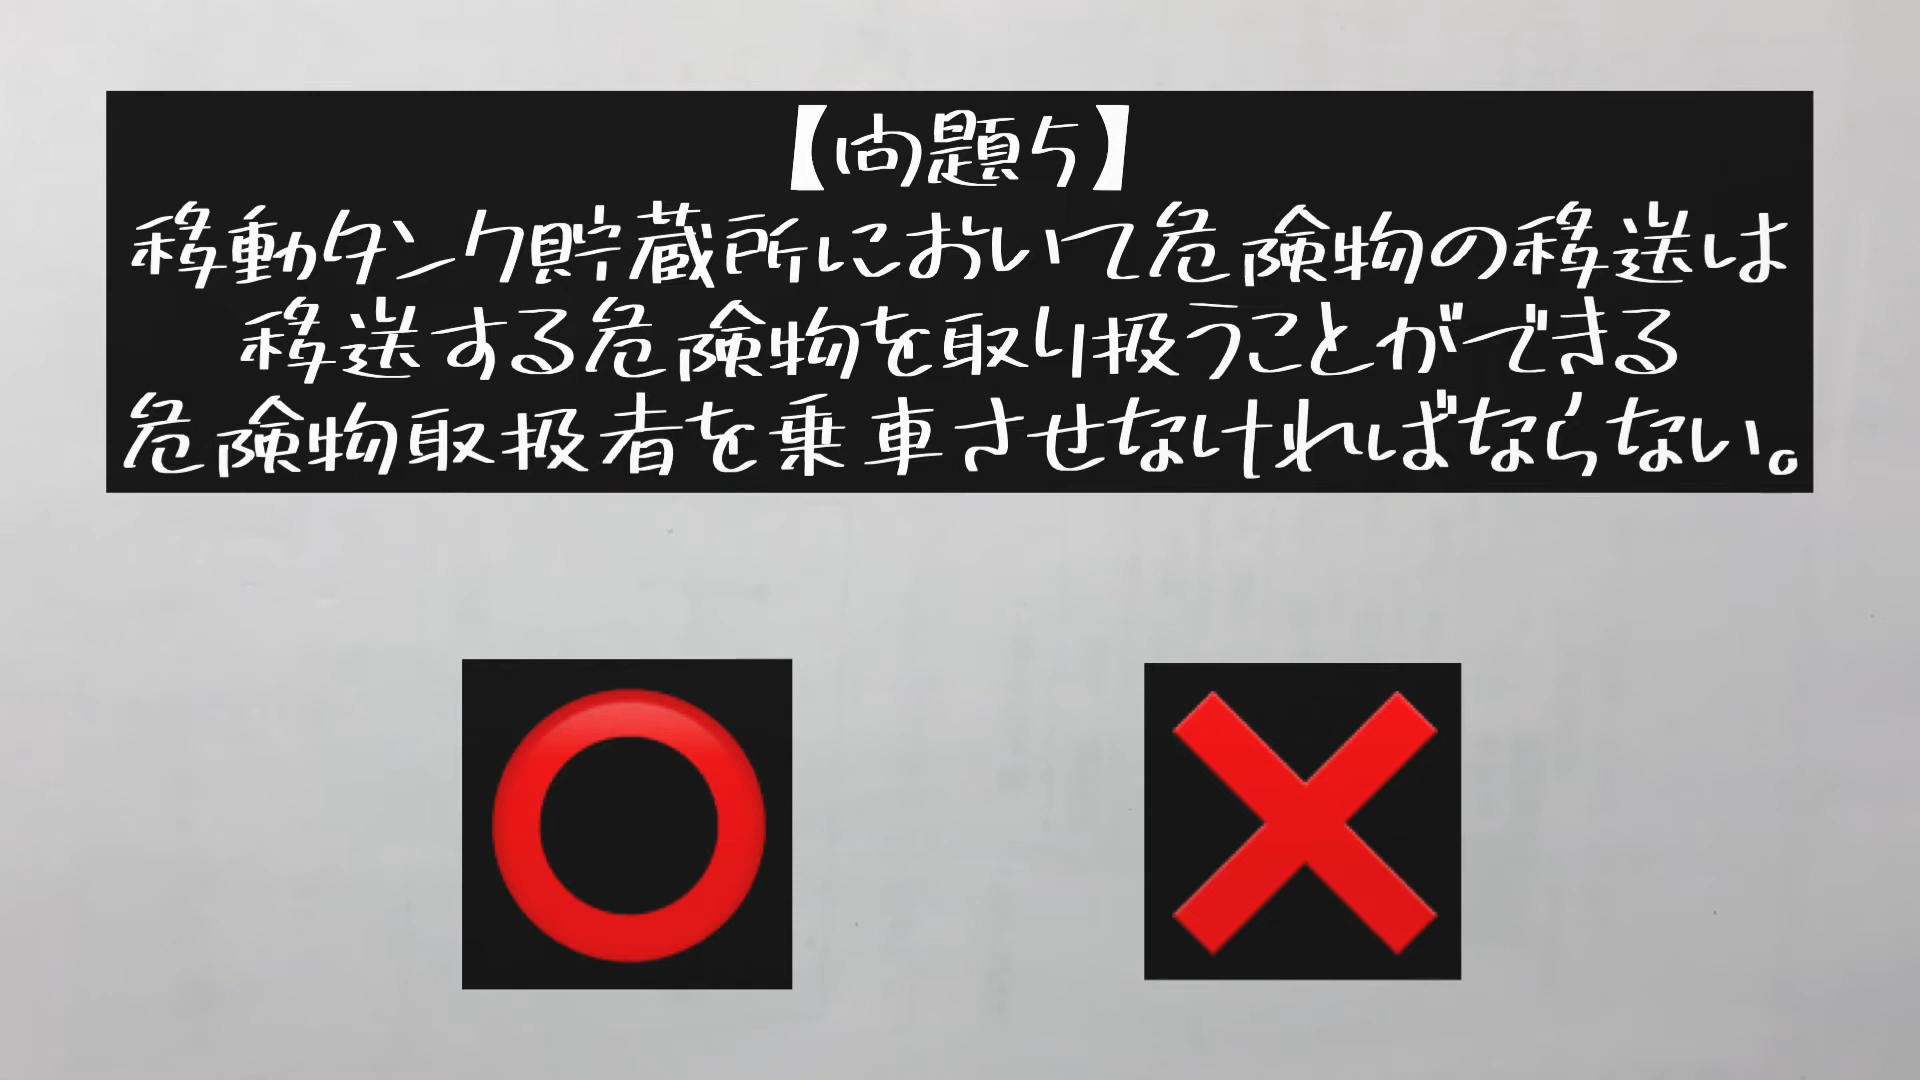 【問題5】
移動タンク貯蔵所において危険物の移送は
移送する危険物を取り扱うことができる
危険物取扱者を乗車させなければならない。